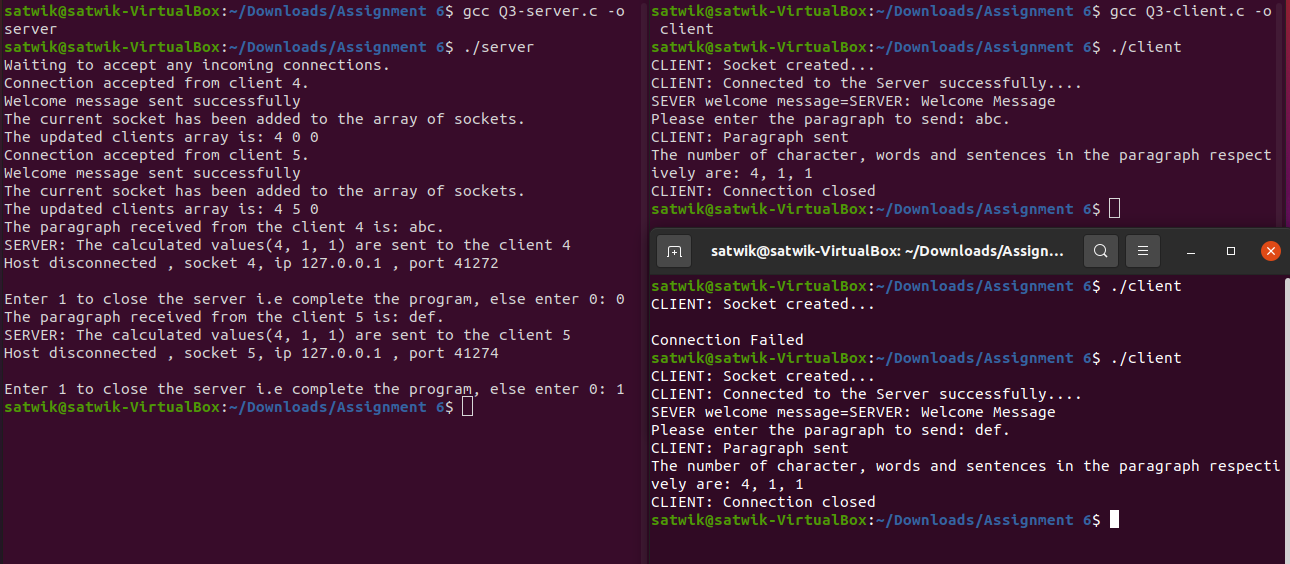 satwik@satwik-VirtualBox:~/Downloads/Assignment 6$ gcc Q3-server.c -o
server
satwik@satwik-VirtualBox:~/Downloads/Assignment 6$ ./server
Waiting to accept any incoming connections.
Connection accepted from client 4.
Welcome message sent successfully
The current socket has been added to the array of sockets.
The updated clients array is: 4 0 0
Connection accepted from client 5.
Welcome message sent successfully
The current socket has been added to the array of sockets.
The updated clients array is: 4 5 0
The paragraph received from the client 4 is: abc.
SERVER: The calculated values(4, 1, 1) are sent to the client 4
Host disconnected , socket 4, ip 127.0.0.1 , port 41272
Enter 1 to close the server i.e complete the program, else enter 0: 0
The paragraph received from the client 5 is: def.
SERVER: The calculated values(4, 1, 1) are sent to the client 5
Host disconnected , socket 5, ip 127.0.0.1 , port 41274
Enter 1 to close the server i.e complete the program, else enter 0: 1
satwik@satwik-VirtualBox:~/Downloads/Assignment 6$
satwik@satwik-VirtualBox:~/Downloads/Assignment 6$ gcc Q3-client.c -o
client
satwik@satwik-VirtualBox:~/Downloads/Assignment 6$ ./client
CLIENT: Socket created...
CLIENT: Connected to the Server successfully....
SEVER welcome message=SERVER: Welcome Message
Please enter the paragraph to send: abc.
CLIENT: Paragraph sent
The number of character, words and sentences in the paragraph respect
ively are: 4, 1, 1
CLIENT: Connection closed
satwik@satwik-VirtualBox:~/Downloads/Assignment 6$
satwik@satwik-VirtualBox: ~/Downloads/Assign...
satwik@satwik-VirtualBox:~/Downloads/Assignment 6$ ./client
CLIENT: Socket created...
Connection Failed
satwik@satwik-VirtualBox:~/Downloads/Assignment 6$ ./client
CLIENT: Socket created...
CLIENT: Connected to the Server successfully....
SEVER welcome message=SERVER: Welcome Message
Please enter the paragraph to send: def.
CLIENT: Paragraph sent
The number of character, words and sentences in the paragraph respecti
vely are: 4, 1, 1
CLIENT: Connection closed
satwik@satwik-VirtualBox:~/Downloads/Assignment 6$